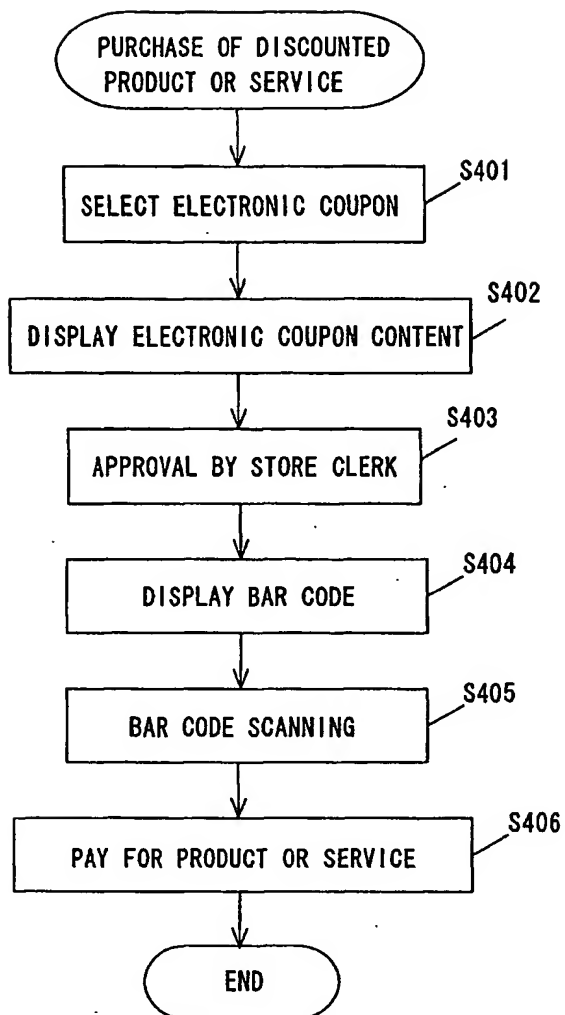 PURCHASE OF DISCOUNTED
PRODUCT OR SERVICE
S401
SELECT ELECTRONIC COUPON
S402
DISPLAY ELECTRONIC COUPON CONTENT
S403
APPROVAL BY STORE CLERK
S404
DISPLAY BAR CODE
S405
BAR CODE SCANNING
S406
PAY FOR PRODUCT OR SERVICE
END